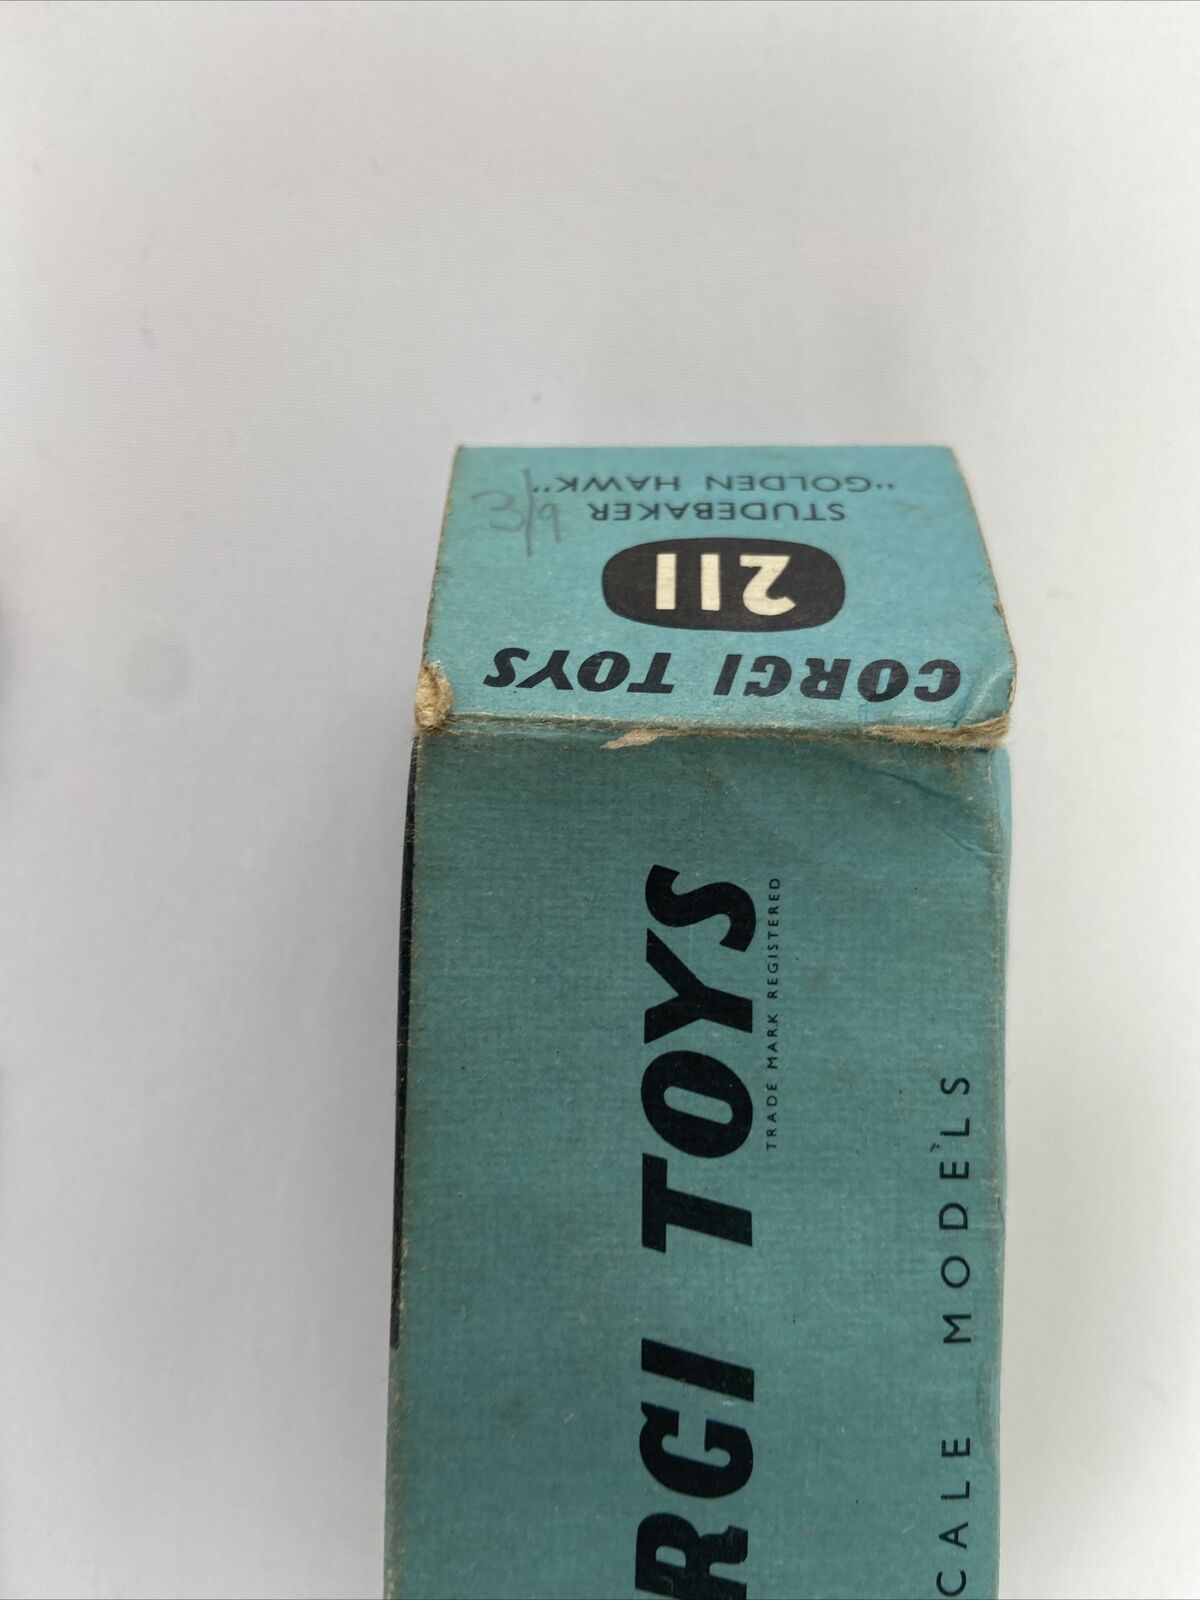 CORGI TOYS
211
STUDEBAKER
"GOLDEN HAWK"
3/9
RGI TOYS
TRADE MARK REGISTERED
CALE MODELS